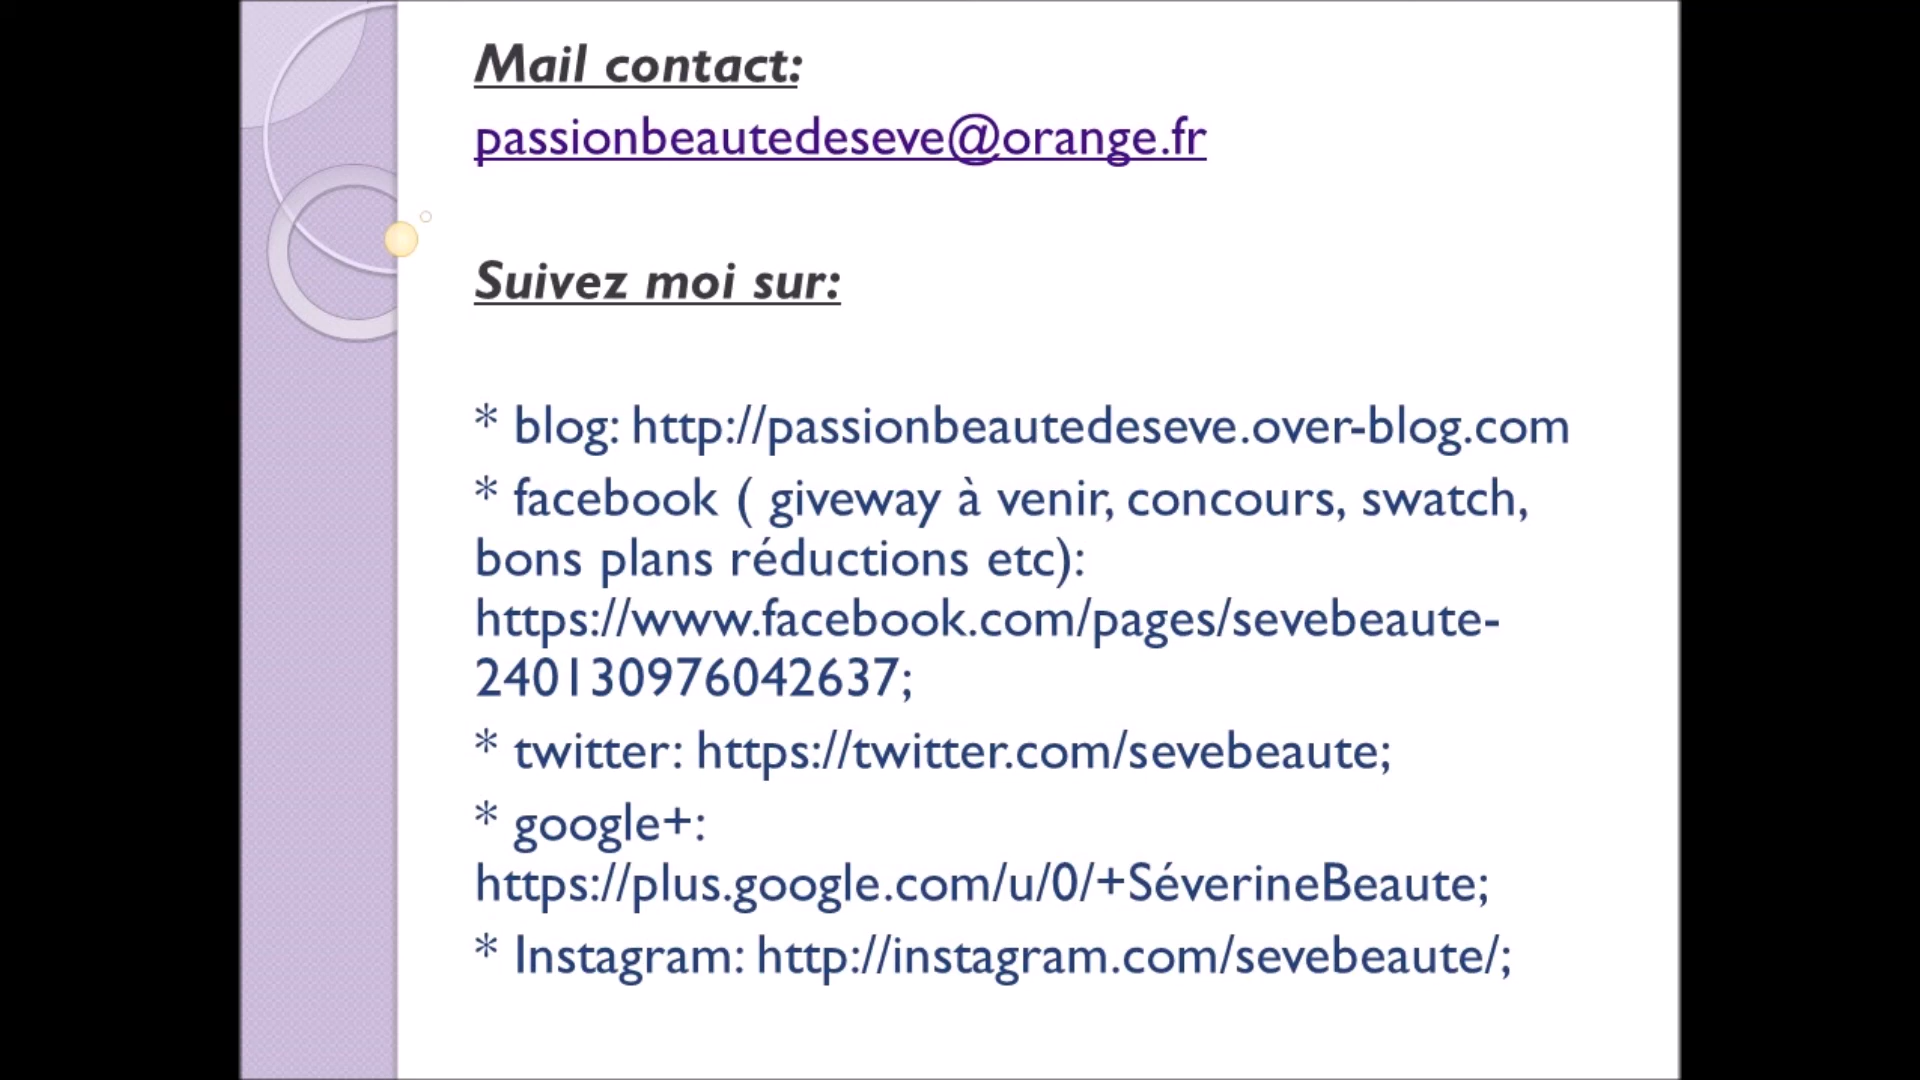 Mail contact:
passionbeautedeseve@orange.fr
Suivez moi sur:
* blog: http://passionbeautedeseve.over-blog.com
* facebook ( giveway à venir, concours, swatch,
bons plans réductions etc):
https://www.facebook.com/pages/sevebeaute-
240130976042637;
* twitter: https://twitter.com/sevebeaute;
* google+:
https://plus.google.com/u/0/+SéverineBeaute;
* Instagram: http://instagram.com/sevebeaute/;